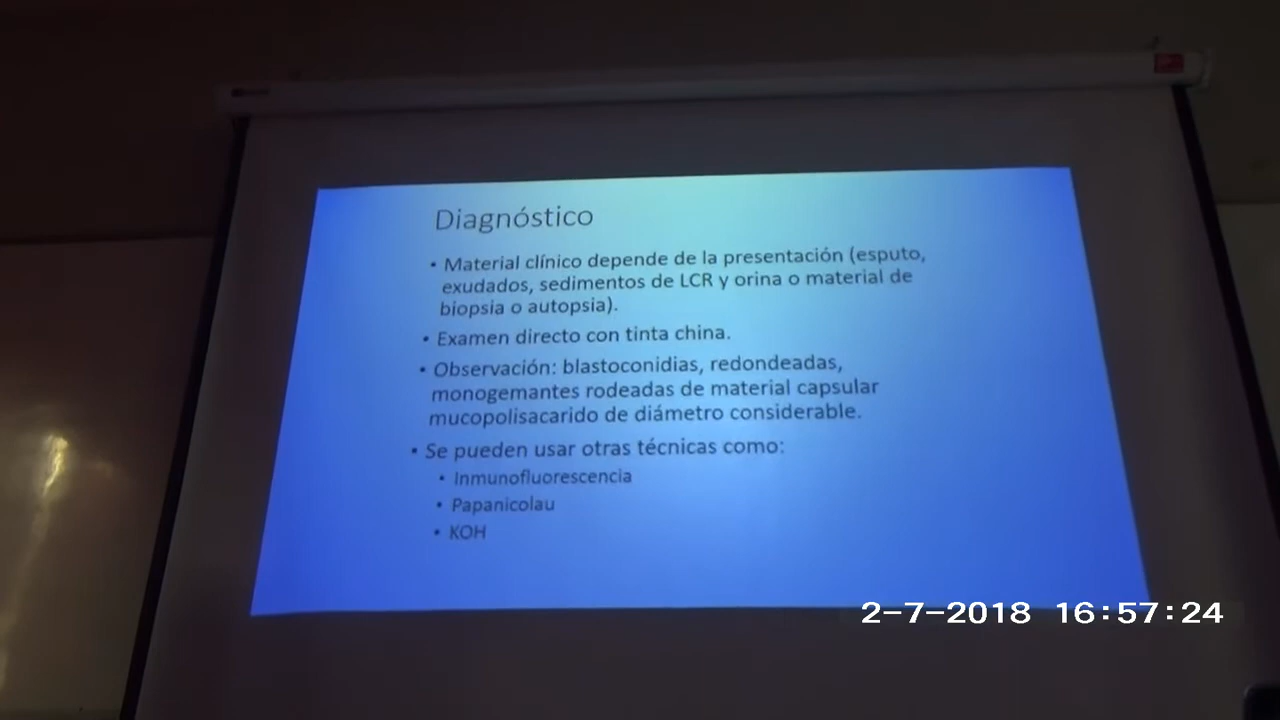 Diagnóstico
• Material clínico depende de la presentación (esputo,
exudados, sedimentos de LCR y orina o material de
biopsia o autopsia).
• Examen directo con tinta china.
• Observación: blastoconidias, redondeadas,
monogemantes rodeadas de material capsular
mucopolisacarido de diámetro considerable.
• Se pueden usar otras técnicas como:
• Inmunofluorescencia
• Papanicolau
• KOH
2-7-2018 16:57:24